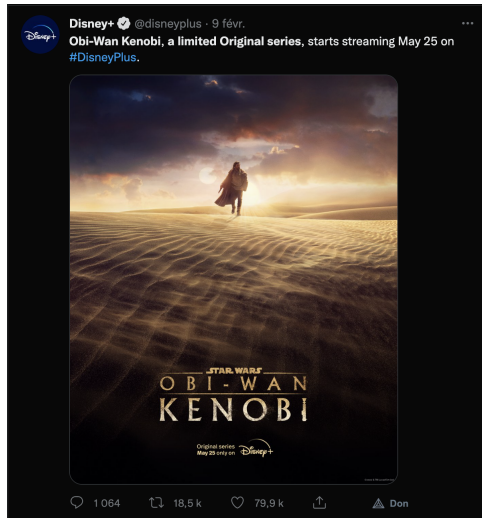 Disney+ @disneyplus · 9 févr.
Obi-Wan Kenobi, a limited Original series, starts streaming May 25 on
#DisneyPlus.
Disney+
STAR WARS
OBI-WAN
KENOBI
Original series
May 25 only on
Disney+
1 064
18,5 k
79,9 k
Don